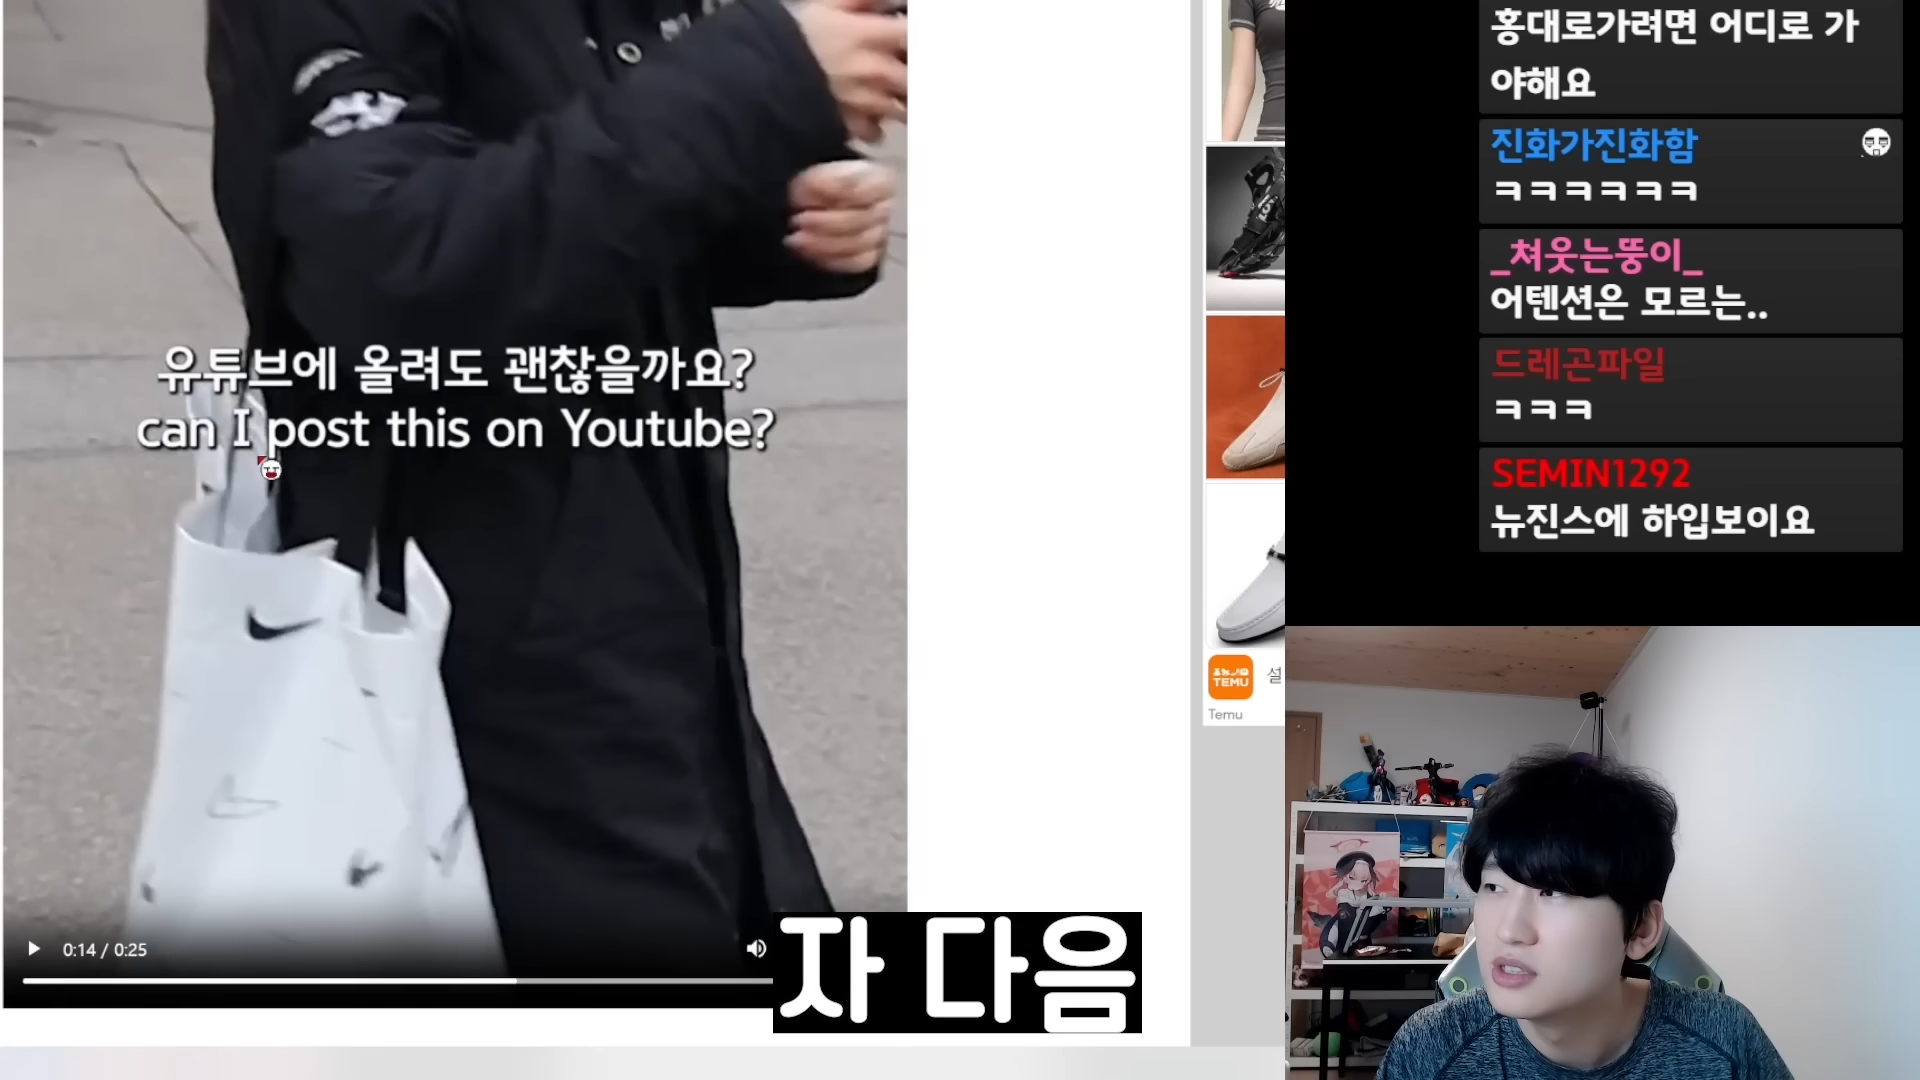 유튜브에 올려도 괜찮을까요?
can I post this on Youtube?
0:14 / 0:25
자 다음
TEMU
설
Temu
홍대로가려면 어디로 가
야해요
진화가진화함
ㅋㅋㅋㅋㅋㅋ
_쳐웃는뚱이_
어텐션은 모르는..
드레곤파일
ㅋㅋㅋ
SEMIN1292
뉴진스에 하입보이요